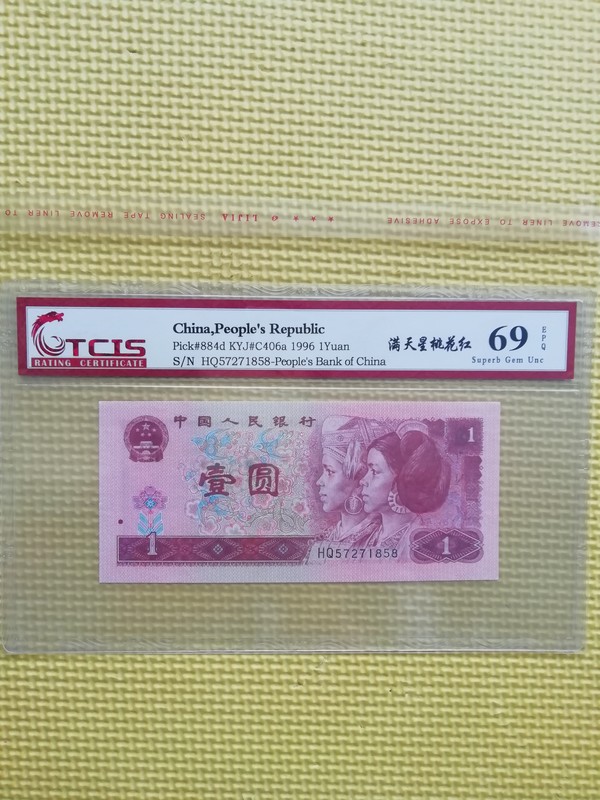 TO REMOVE LINER TO EXPOSE ADHESIVE ★ ★ ★ LIJIA SEALING TAPE REMOVE LINER TO
TCIS
RATING CERTIFICATE
China,People's Republic
Pick#884d KYJ#C406a 1996 1Yuan
S/N HQ57271858-People's Bank of China
满天星桃花红
69
EPQ
Superb Gem Unc
中国人民银行
1
壹圆
1
HQ57271858
1